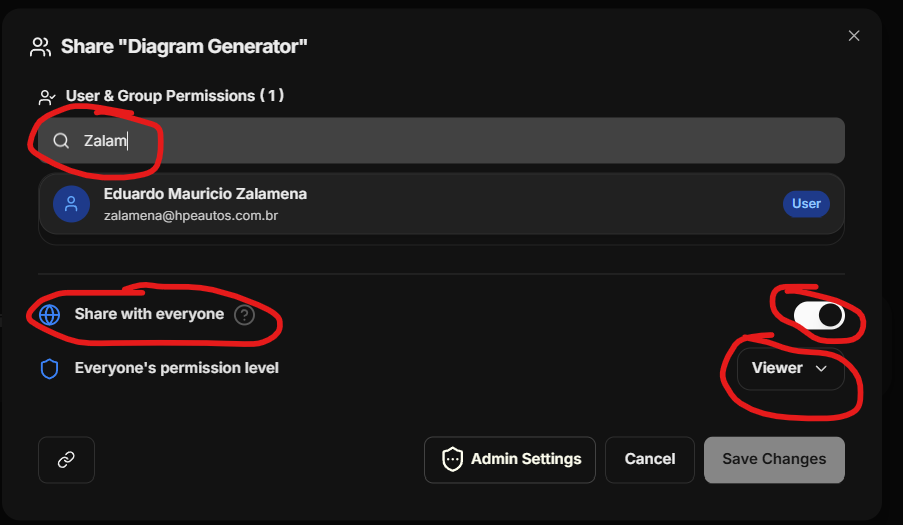 Share "Diagram Generator"
User & Group Permissions ( 1 )
Zalam
Eduardo Mauricio Zalamena
zalamena@hpeautos.com.br
User
Share with everyone ?
Everyone's permission level
Viewer
Admin Settings
Cancel
Save Changes